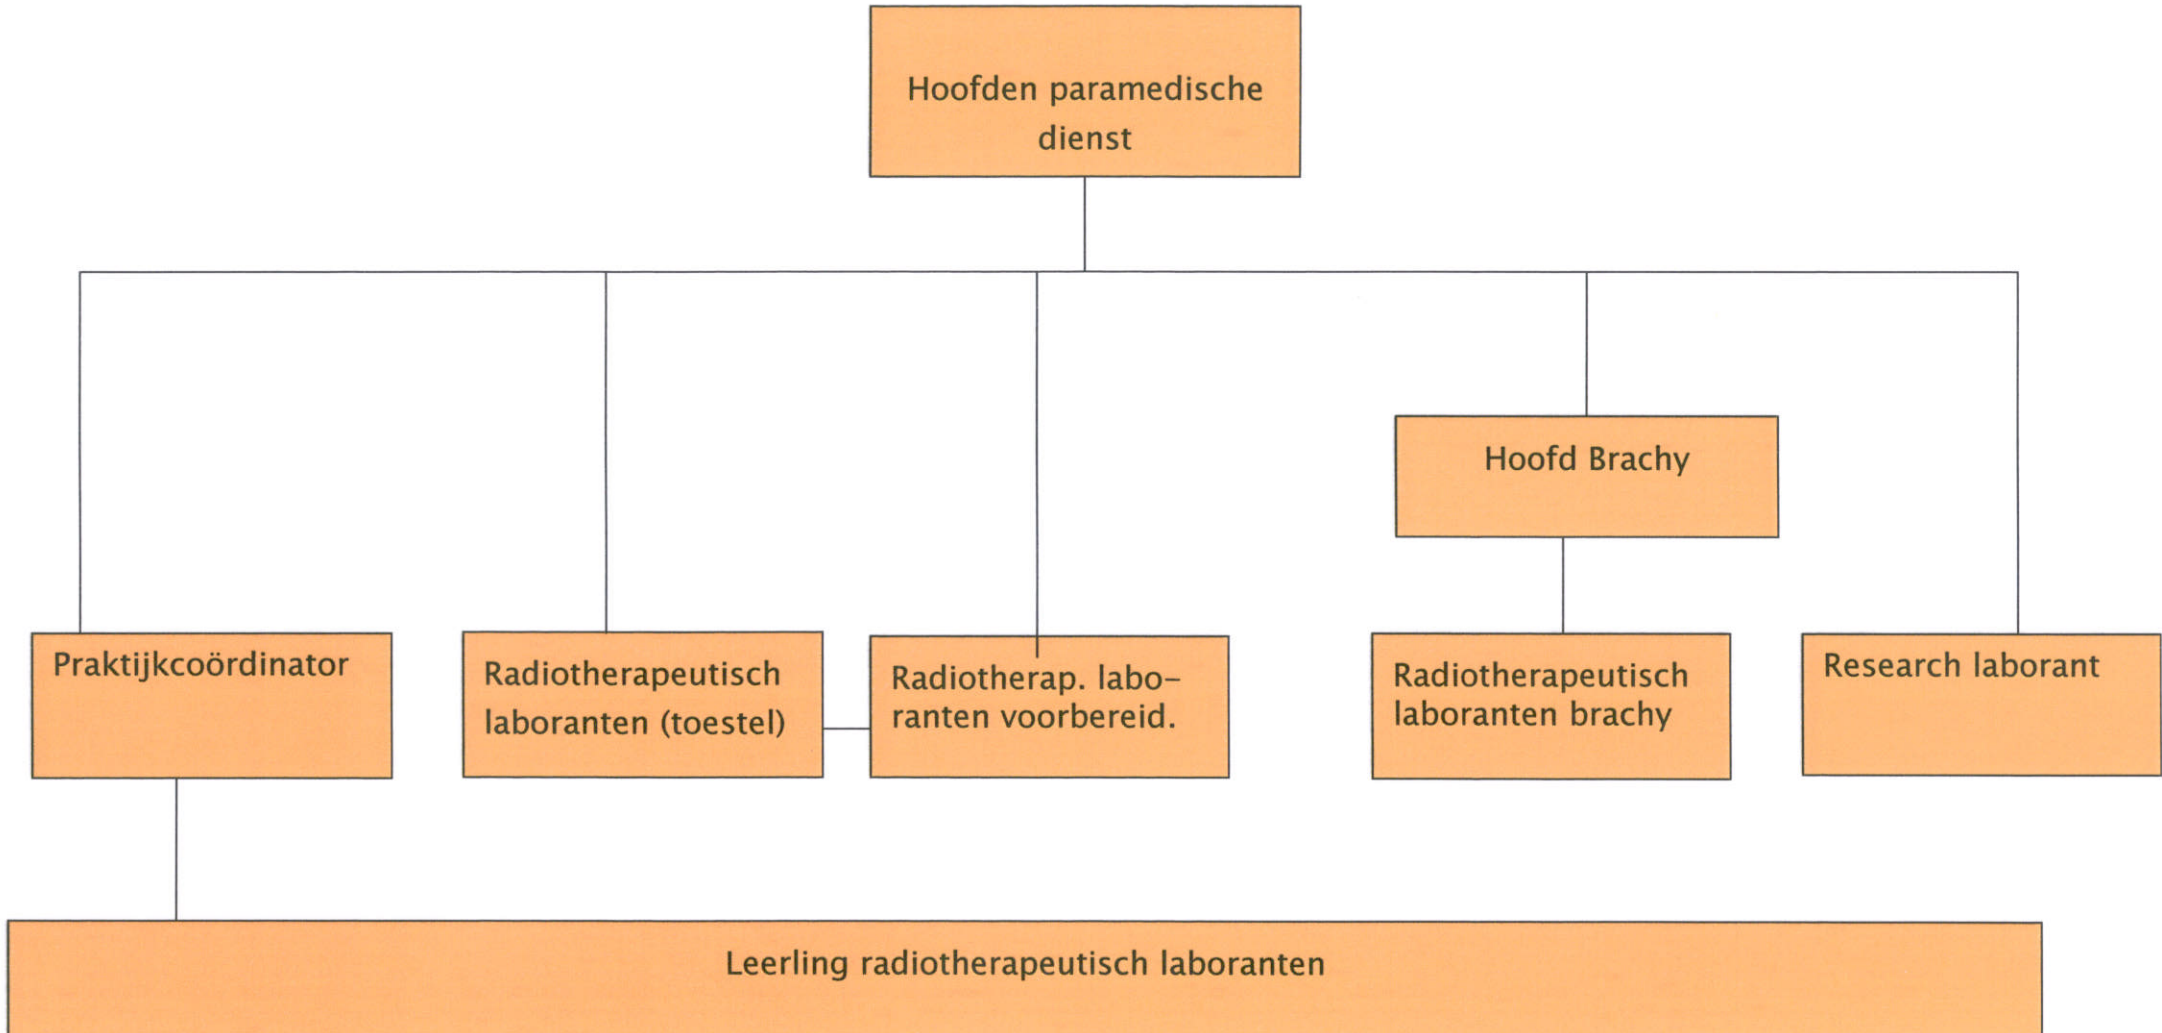 Hoofden paramedische
dienst
Hoofd Brachy
Praktijkcoördinator
Radiotherapeutisch
laboranten (toestel)
Radiotherap. labo-
ranten voorbereid.
Radiotherapeutisch
laboranten brachy
Research laborant
Leerling radiotherapeutisch laboranten